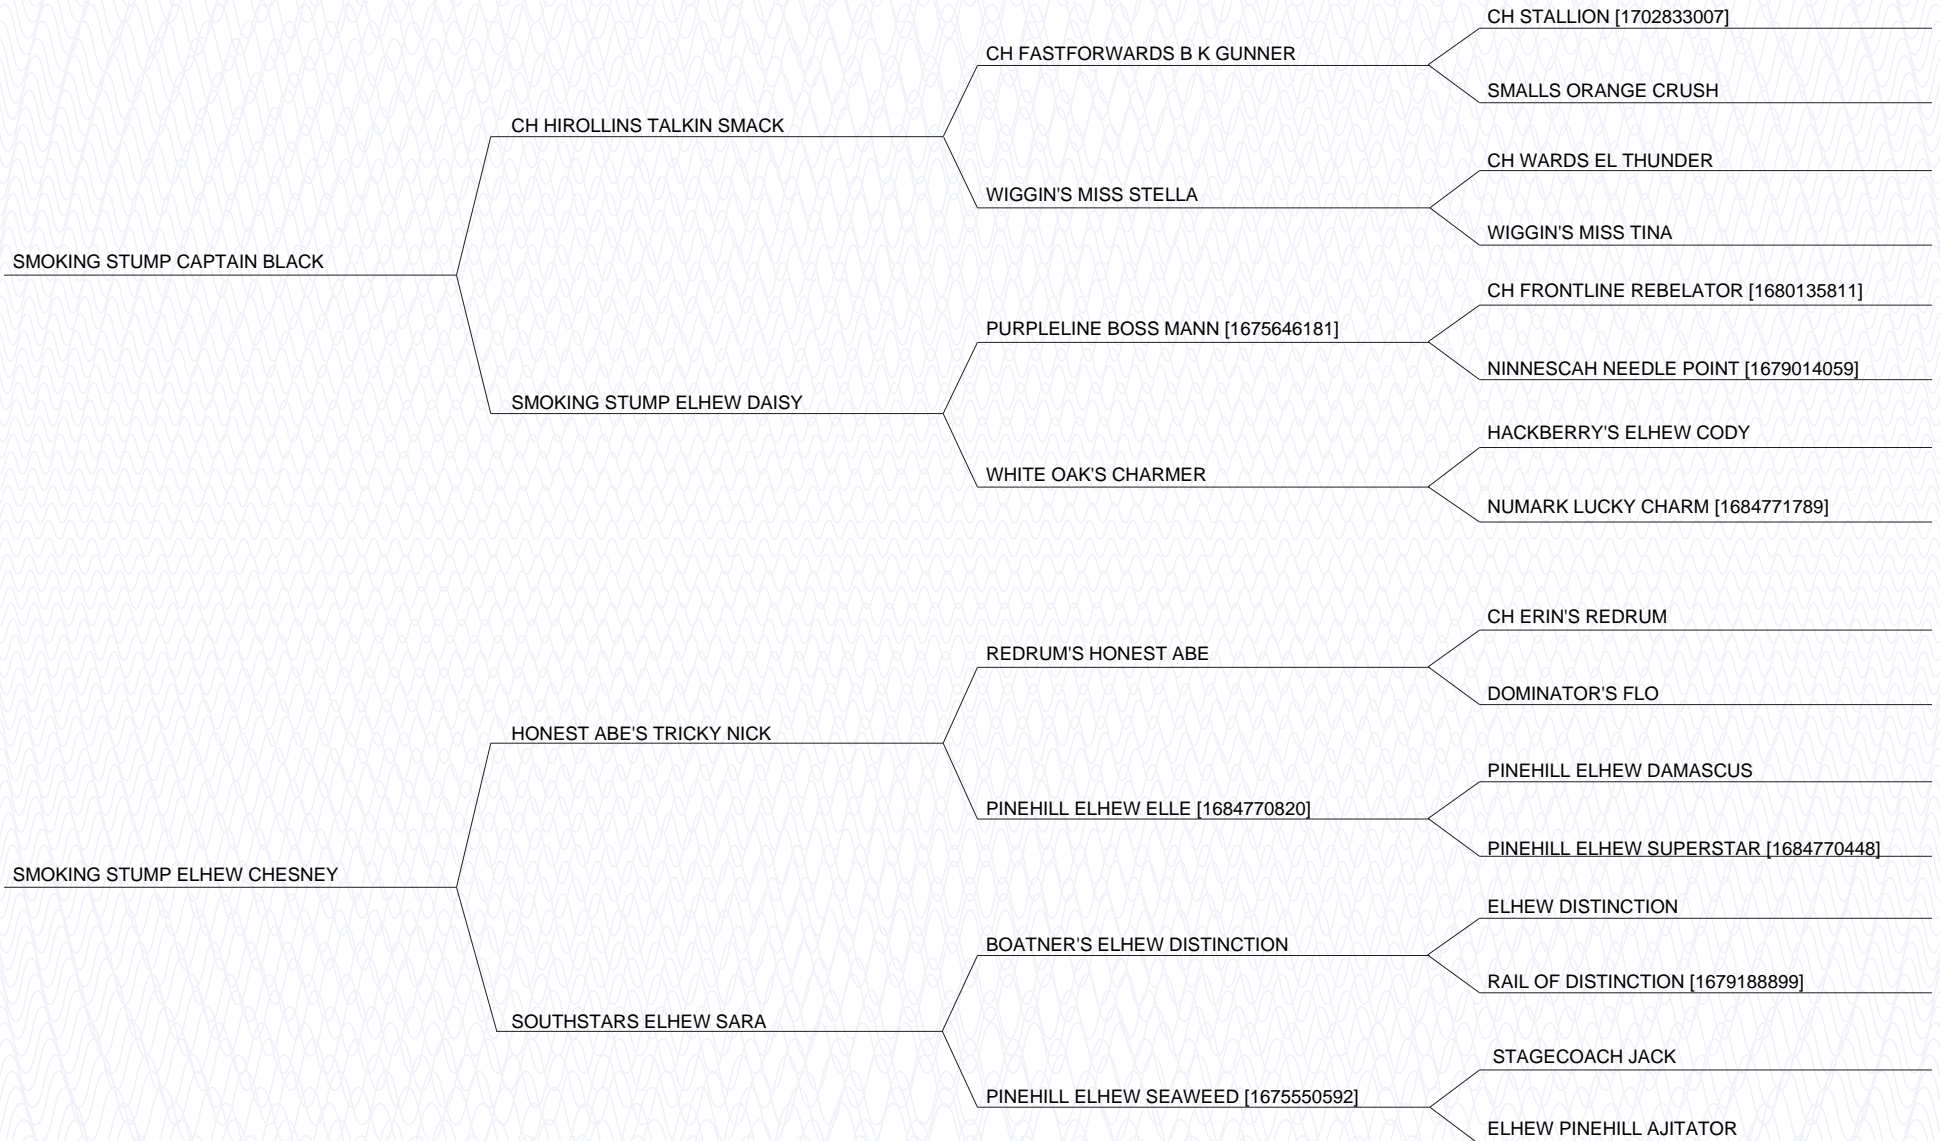 CH STALLION [1702833007]
CH FASTFORWARDS B K GUNNER
SMALLS ORANGE CRUSH
CH HIROLLINS TALKIN SMACK
CH WARDS EL THUNDER
WIGGIN'S MISS STELLA
WIGGIN'S MISS TINA
SMOKING STUMP CAPTAIN BLACK
CH FRONTLINE REBELATOR [1680135811]
PURPLELINE BOSS MANN [1675646181]
NINNESCAH NEEDLE POINT [1679014059]
SMOKING STUMP ELHEW DAISY
HACKBERRY'S ELHEW CODY
WHITE OAK'S CHARMER
NUMARK LUCKY CHARM [1684771789]
CH ERIN'S REDRUM
REDRUM'S HONEST ABE
DOMINATOR'S FLO
HONEST ABE'S TRICKY NICK
PINEHILL ELHEW DAMASCUS
PINEHILL ELHEW ELLE [1684770820]
PINEHILL ELHEW SUPERSTAR [1684770448]
SMOKING STUMP ELHEW CHESNEY
ELHEW DISTINCTION
BOATNER'S ELHEW DISTINCTION
RAIL OF DISTINCTION [1679188899]
SOUTHSTARS ELHEW SARA
STAGECOACH JACK
PINEHILL ELHEW SEAWEED [1675550592]
ELHEW PINEHILL AJITATOR